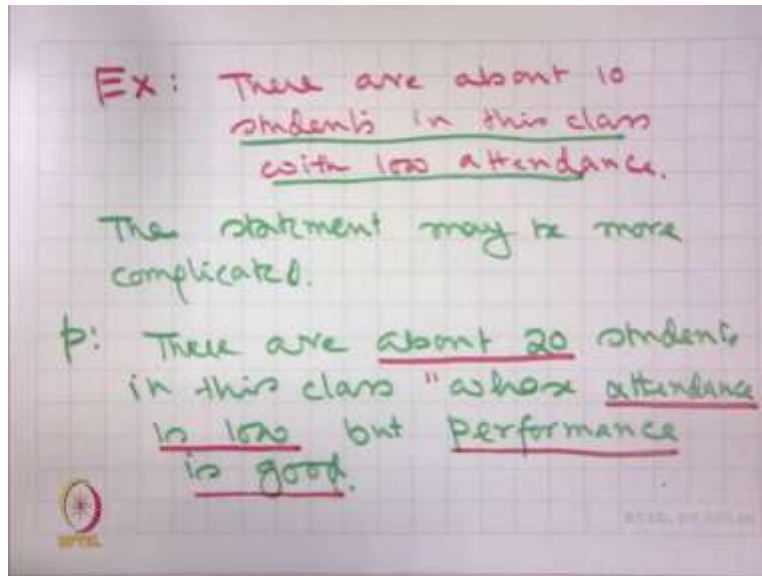 Ex: There are about 10
students in this class
with low attendance.
The statement may be more
complicated.
p: There are about 20 students
in this class "whose attendance
is low but performance
is good.
NPTEL